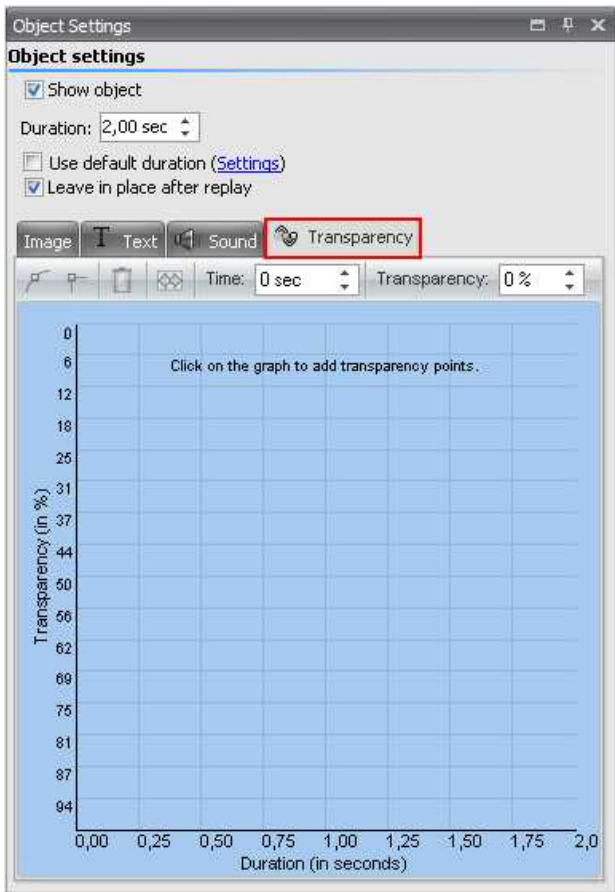 Object Settings
Object settings
Show object
Duration: 2,00 sec
Use default duration (Settings)
Leave in place after replay
Image T Text Sound Transparency
Time: 0 sec Transparency: 0 %
Click on the graph to add transparency points.
0
6
12
18
25
31
37
44
50
56
62
69
75
81
87
94
Transparency (in %)
0,00 0,25 0,50 0,75 1,00 1,25 1,50 1,75 2,0
Duration (in seconds)